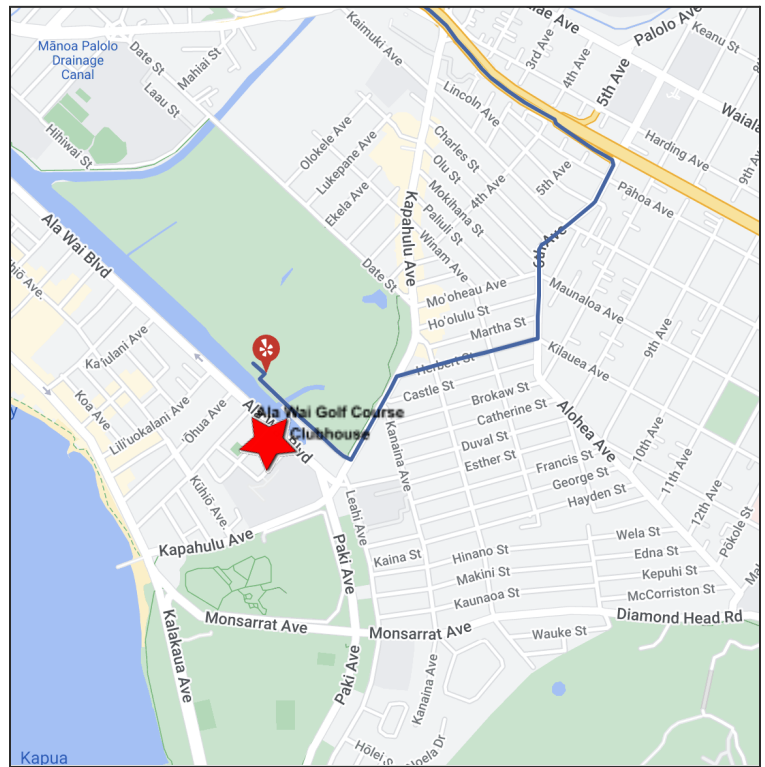 Kaimuki Ave
3rd Ave
4th Ave
5th Ave
Palolo Ave
Keanu St
Mānoa Palolo
Drainage
Canal
Date St
Mahiai St
Laau St
Hihiwai St
Lincoln Ave
Harding Ave
9th Ave
Olokele Ave
Lukepane Ave
Ekela Ave
Charles St
Olu St
Mokihana St
Paliuli St
Winam Ave
4th Ave
5th Ave
Pāhoa Ave
Kapahulu Ave
6th Ave
Ala Wai Blvd
Date St
Mo'oheau Ave
Ho'olulu St
Martha St
Herbert St
Castle St
Maunaloa Ave
Kilauea Ave
9th Ave
Ka'iulani Ave
Koa Ave
Lili'uokalani Ave
'Ōhua Ave
Kūhiō Ave.
Ala Wai Golf Course
Clubhouse
Brokaw St
Catherine St
Duval St
Esther St
Kanaina Ave
Alohea Ave
Francis St
George St
Hayden St
10th Ave
11th Ave
12th Ave
Pōkole St
Leahi Ave
Kapahulu Ave
Paki Ave
Kaina St
Hinano St
Makini St
Kaunaoa St
Wela St
Edna St
Kepuhi St
McCorriston St
Monsarrat Ave
Monsarrat Ave
Diamond Head Rd
Wauke St
Kalakaua Ave
Paki Ave
Kanaina Ave
Kapua